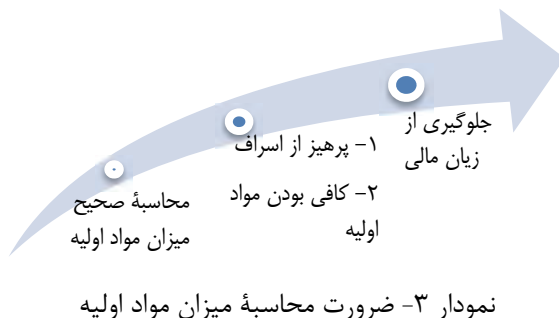 محاسبهٔ صحیح
میزان مواد اولیه
۱- پرهیز از اسراف
۲- کافی بودن مواد
اولیه
جلوگیری از
زیان مالی
نمودار ۳- ضرورت محاسبهٔ میزان مواد اولیه